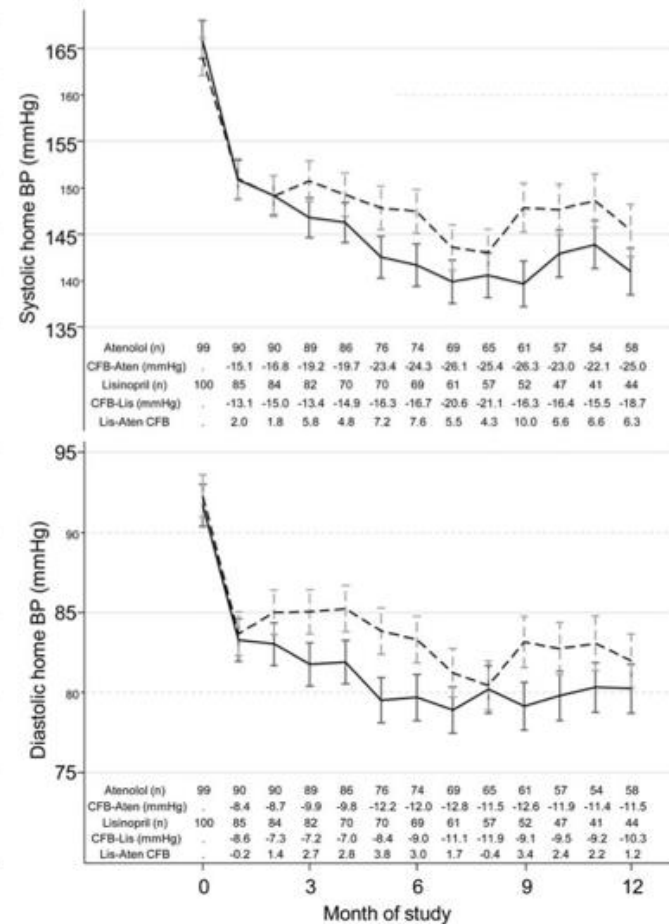 Systolic home BP (mmHg)
165
160
155
150
145
140
135
Atenolol (n) 99 90 90 89 86 76 74 69 65 61 57 54 58
CFB-Aten (mmHg) . -15.1 -16.8 -19.2 -19.7 -23.4 -24.3 -26.1 -25.4 -26.3 -23.0 -22.1 -25.0
Lisinopril (n) 100 85 84 82 70 70 69 61 57 52 47 41 44
CFB-Lis (mmHg) . -13.1 -15.0 -13.4 -14.9 -16.3 -16.7 -20.6 -21.1 -16.3 -16.4 -15.5 -18.7
Lis-Aten CFB . 2.0 1.8 5.8 4.8 7.2 7.6 5.5 4.3 10.0 6.6 6.6 6.3
Diastolic home BP (mmHg)
95
90
85
80
75
Atenolol (n) 99 90 90 89 86 76 74 69 65 61 57 54 58
CFB-Aten (mmHg) . -8.4 -8.7 -9.9 -9.8 -12.2 -12.0 -12.8 -11.5 -12.6 -11.9 -11.4 -11.5
Lisinopril (n) 100 85 84 82 70 70 69 61 57 52 47 41 44
CFB-Lis (mmHg) . -8.6 -7.3 -7.2 -7.0 -8.4 -9.0 -11.1 -11.9 -9.1 -9.5 -9.2 -10.3
Lis-Aten CFB . -0.2 1.4 2.7 2.8 3.8 3.0 1.7 -0.4 3.4 2.4 2.2 1.2
0 3 6 9 12
Month of study